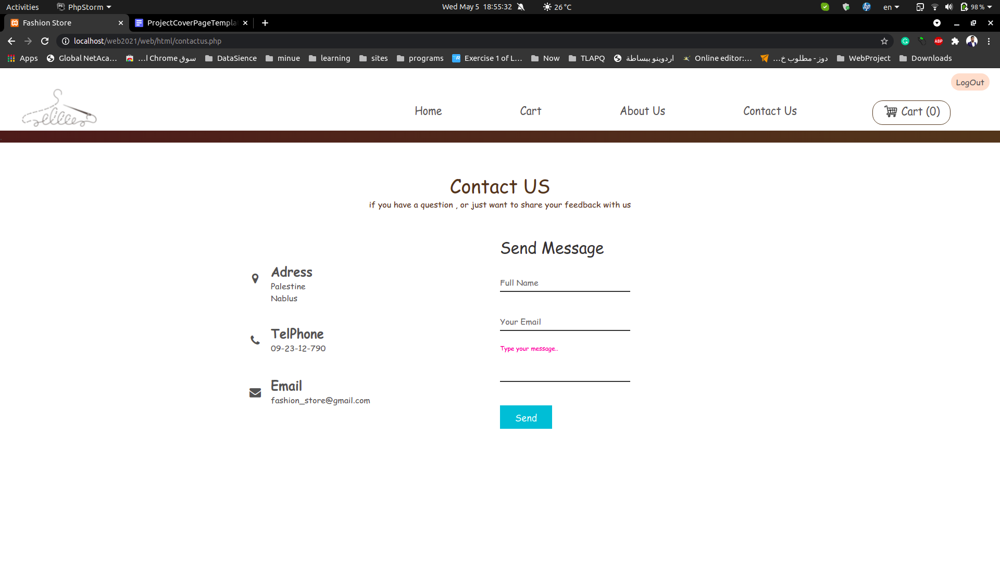 Activities PhpStorm Wed May 5 18:55:32 26 °C en 98 %
Fashion Store ProjectCoverPageTempla
localhost/web2021/web/html/contactus.php ABP
Apps Global NetAca… … سوق Chrome ا DataSience minue learning sites programs Exercise 1 of L… Now TLAPQ اردوينو ببساطة Online editor:… دوز - مطلوب خ… WebProject Downloads
LogOut
Home Cart About Us Contact Us Cart (0)
Contact US
if you have a question , or just want to share your feedback with us
Send Message
Adress
Palestine
Nablus
Full Name
Your Email
TelPhone
09-23-12-790
Type your message..
Email
fashion_store@gmail.com
Send